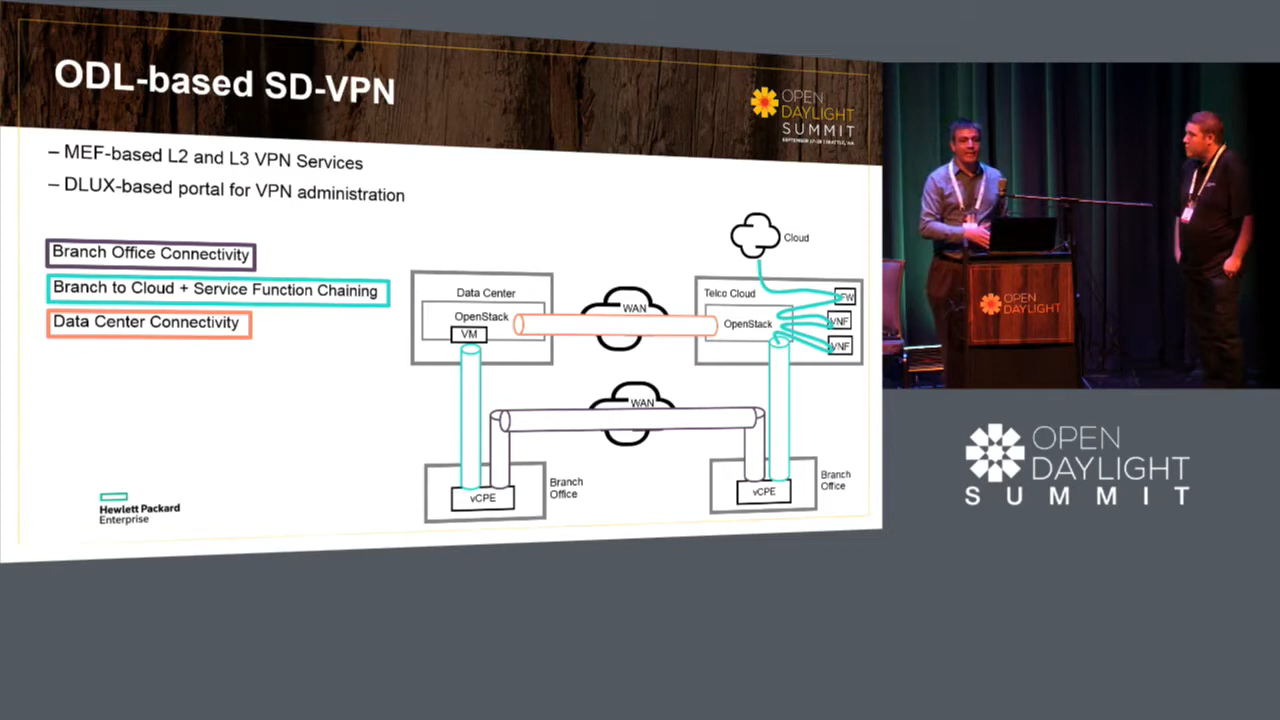 ODL-based SD-VPN
OPEN
DAYLIGHT
SUMMIT
– MEF-based L2 and L3 VPN Services
– DLUX-based portal for VPN administration
Branch Office Connectivity
Branch to Cloud + Service Function Chaining
Data Center Connectivity
Cloud
Data Center
OpenStack
VM
WAN
Telco Cloud
OpenStack
FW
VNF
VNF
WAN
vCPE
Branch
Office
vCPE
Branch
Office
Hewlett Packard
Enterprise
OPEN
DAYLIGHT
OPEN
DAYLIGHT
SUMMIT